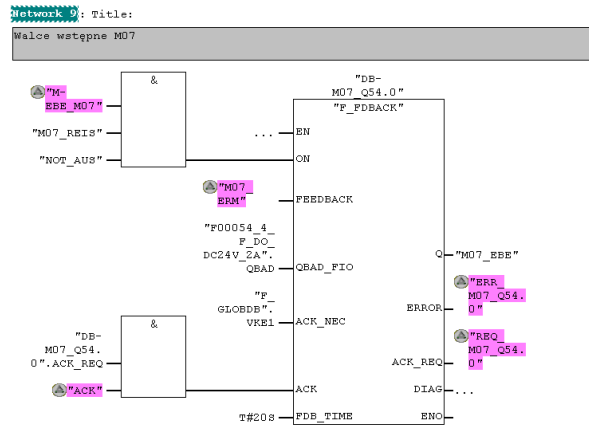 Network 9: Title:
Walce wstępne M07
&
"M-
EBE_M07"
"M07_REIS"
"NOT_AUS"
"DB-
M07_Q54.0"
"F_FDBACK"
... EN
ON
"M07_
ERM"
FEEDBACK
"F00054_4_
F_DO_
DC24V_2A".
QBAD
QBAD_FIO
Q
"M07_EBE"
"F_
GLOBDB".
VKE1
ACK_NEC
ERROR
"ERR_
M07_Q54.
0"
&
"DB-
M07_Q54.
0".ACK_REQ
"ACK"
ACK_REQ
"REQ_
M07_Q54.
0"
ACK
DIAG
...
T#20S
FDB_TIME
ENO